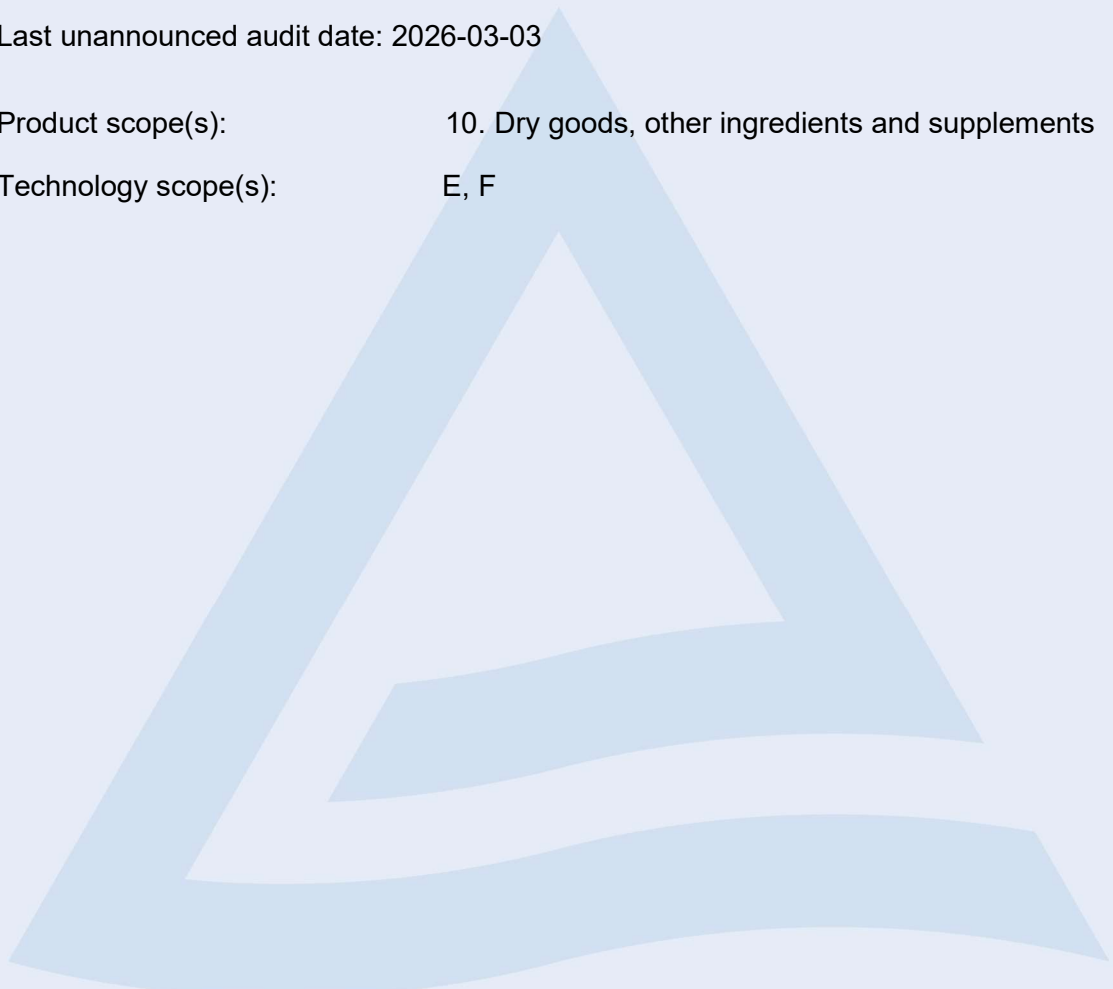 Last unannounced audit date: 2026-03-03
Product scope(s): 10. Dry goods, other ingredients and supplements
Technology scope(s): E, F